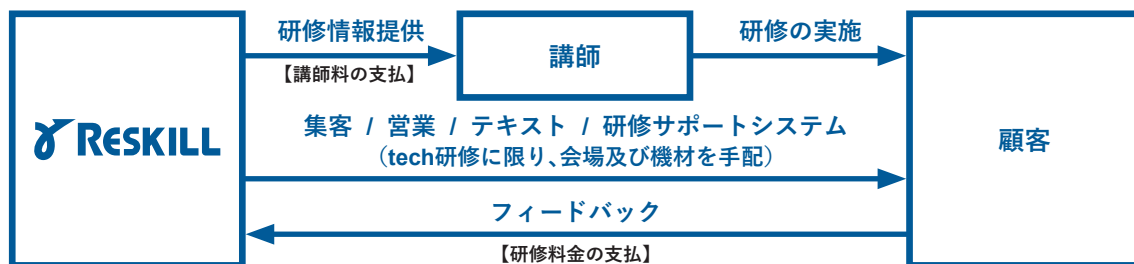 研修情報提供
【講師料の支払】
講師
研修の実施
RESKILL
集客 / 営業 / テキスト / 研修サポートシステム
（tech研修に限り、会場及び機材を手配）
顧客
フィードバック
【研修料金の支払】